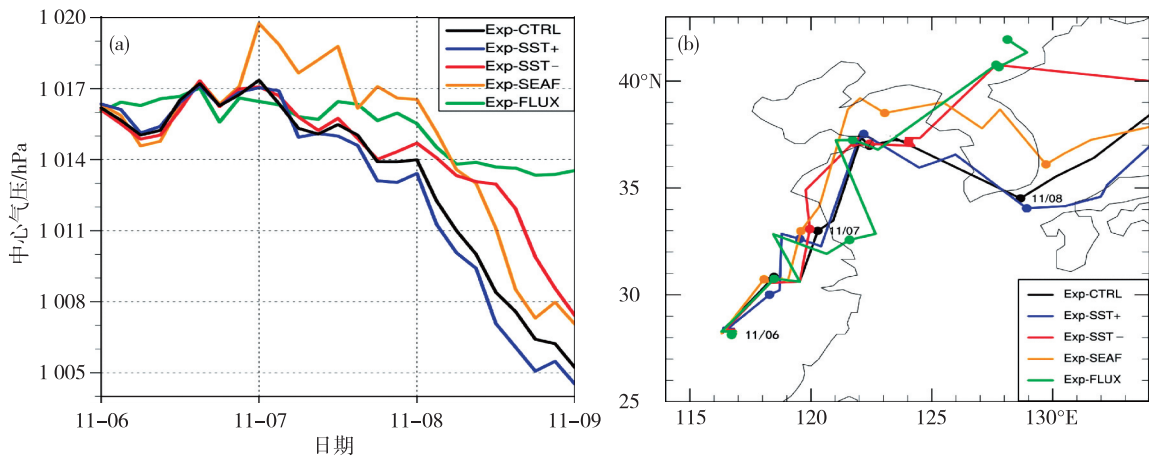 1 020
1 017
1 014
1 011
1 008
1 005
中心气压/hPa
(a)
Exp-CTRL
Exp-SST+
Exp-SST−
Exp-SEAF
Exp-FLUX
11−06
11−07
11−08
11−09
日期
(b)
40°N
35
30
25
11/08
11/07
11/06
Exp-CTRL
Exp-SST+
Exp-SST−
Exp-SEAF
Exp-FLUX
115
120
125
130°E